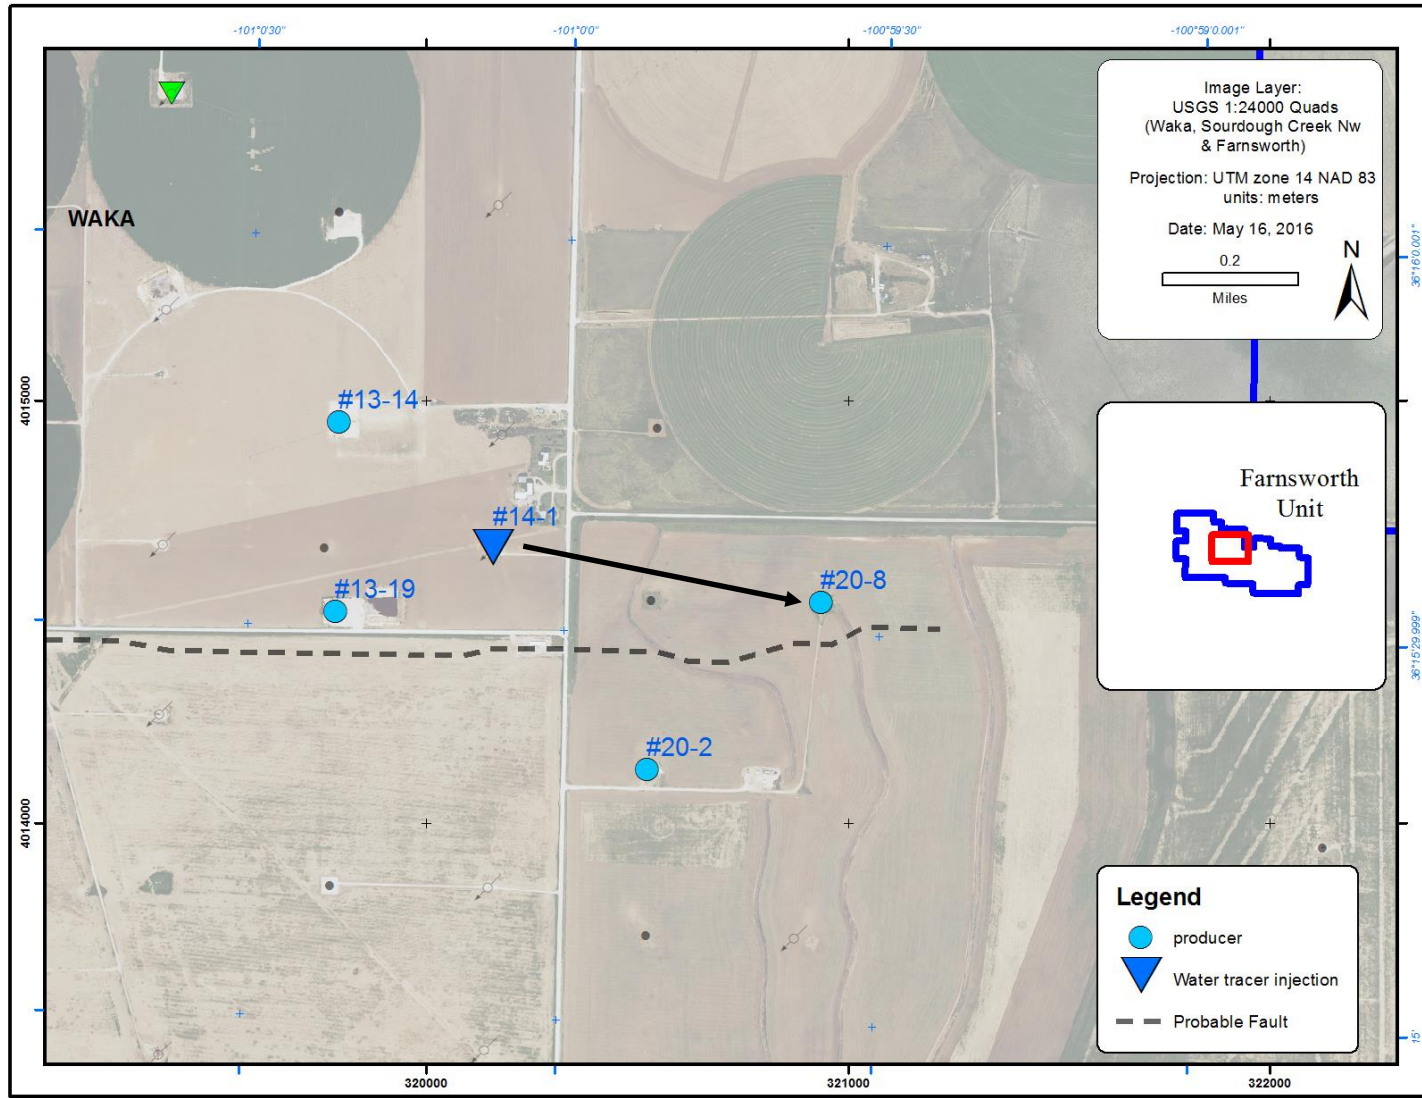 -101°0'30"
-101°0'0"
-100°59'30"
-100°59'0.001"
Image Layer:
USGS 1:24000 Quads
(Waka, Sourdough Creek Nw
& Farnsworth)
Projection: UTM zone 14 NAD 83
units: meters
Date: May 16, 2016
0.2
Miles
N
WAKA
36°16'0.001"
4015000
#13-14
#14-1
#13-19
#20-8
#20-2
Farnsworth
Unit
36°15'29.999"
4014000
Legend
producer
Water tracer injection
Probable Fault
15'
320000
321000
322000